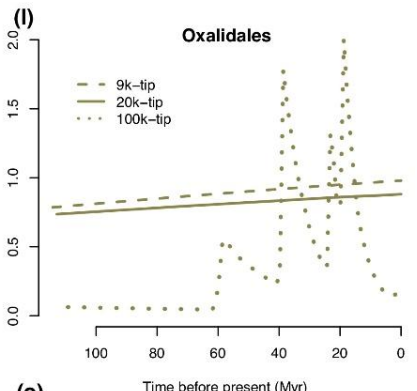 (l)
Oxalidales
9k-tip
20k-tip
100k-tip
2.0
1.5
1.0
0.5
0.0
100 80 60 40 20 0
Time before present (Myr)